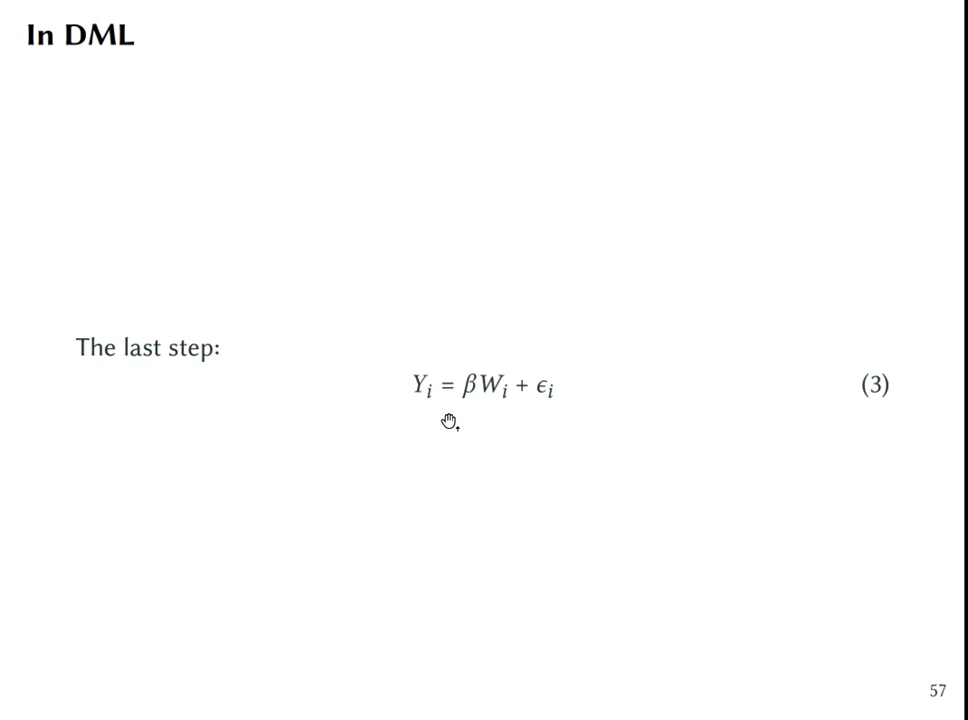 In DML
The last step:
Y_i = βW_i + ϵ_i (3)
57